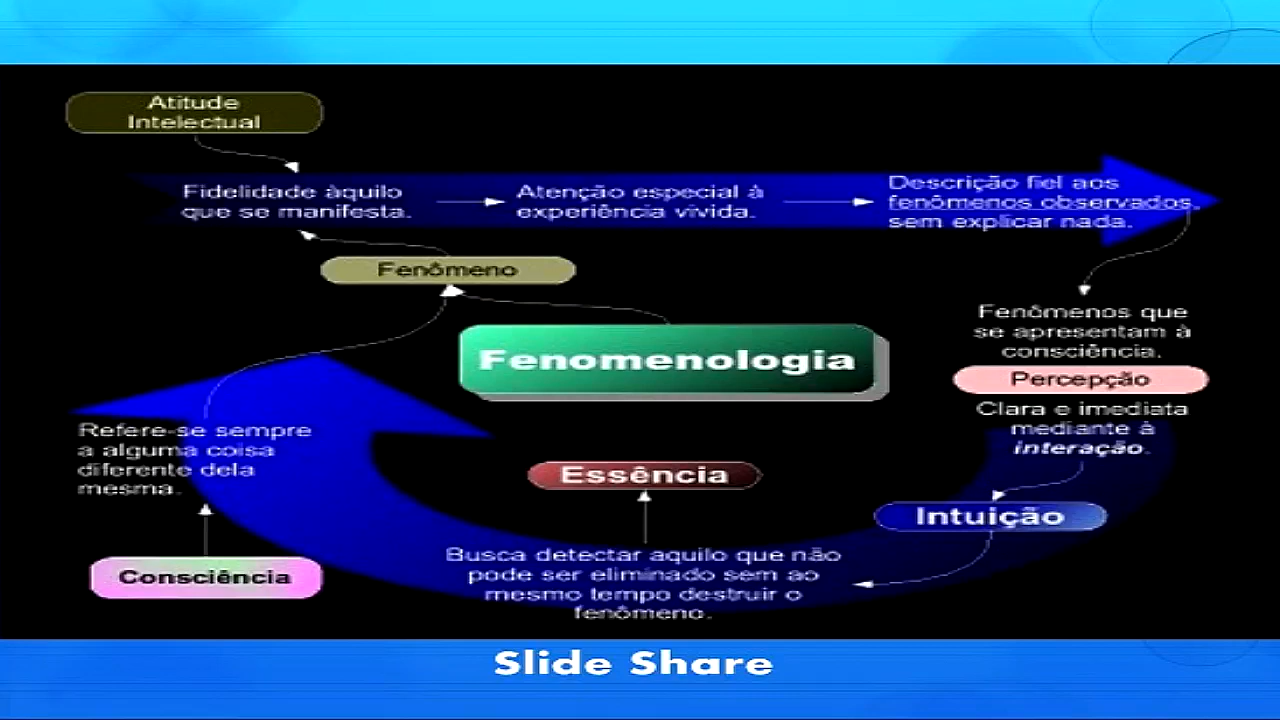 Atitude
Intelectual
Fidelidade àquilo
que se manifesta.
Atenção especial à
experiência vivida.
Descrição fiel aos
fenômenos observados,
sem explicar nada.
Fenômeno
Fenômenos que
se apresentam à
consciência.
Fenomenologia
Percepção
Clara e imediata
mediante à
interação.
Refere-se sempre
a alguma coisa
diferente dela
mesma.
Essência
Intuição
Busca detectar aquilo que não
pode ser eliminado sem ao
mesmo tempo destruir o
fenômeno.
Consciência
Slide Share